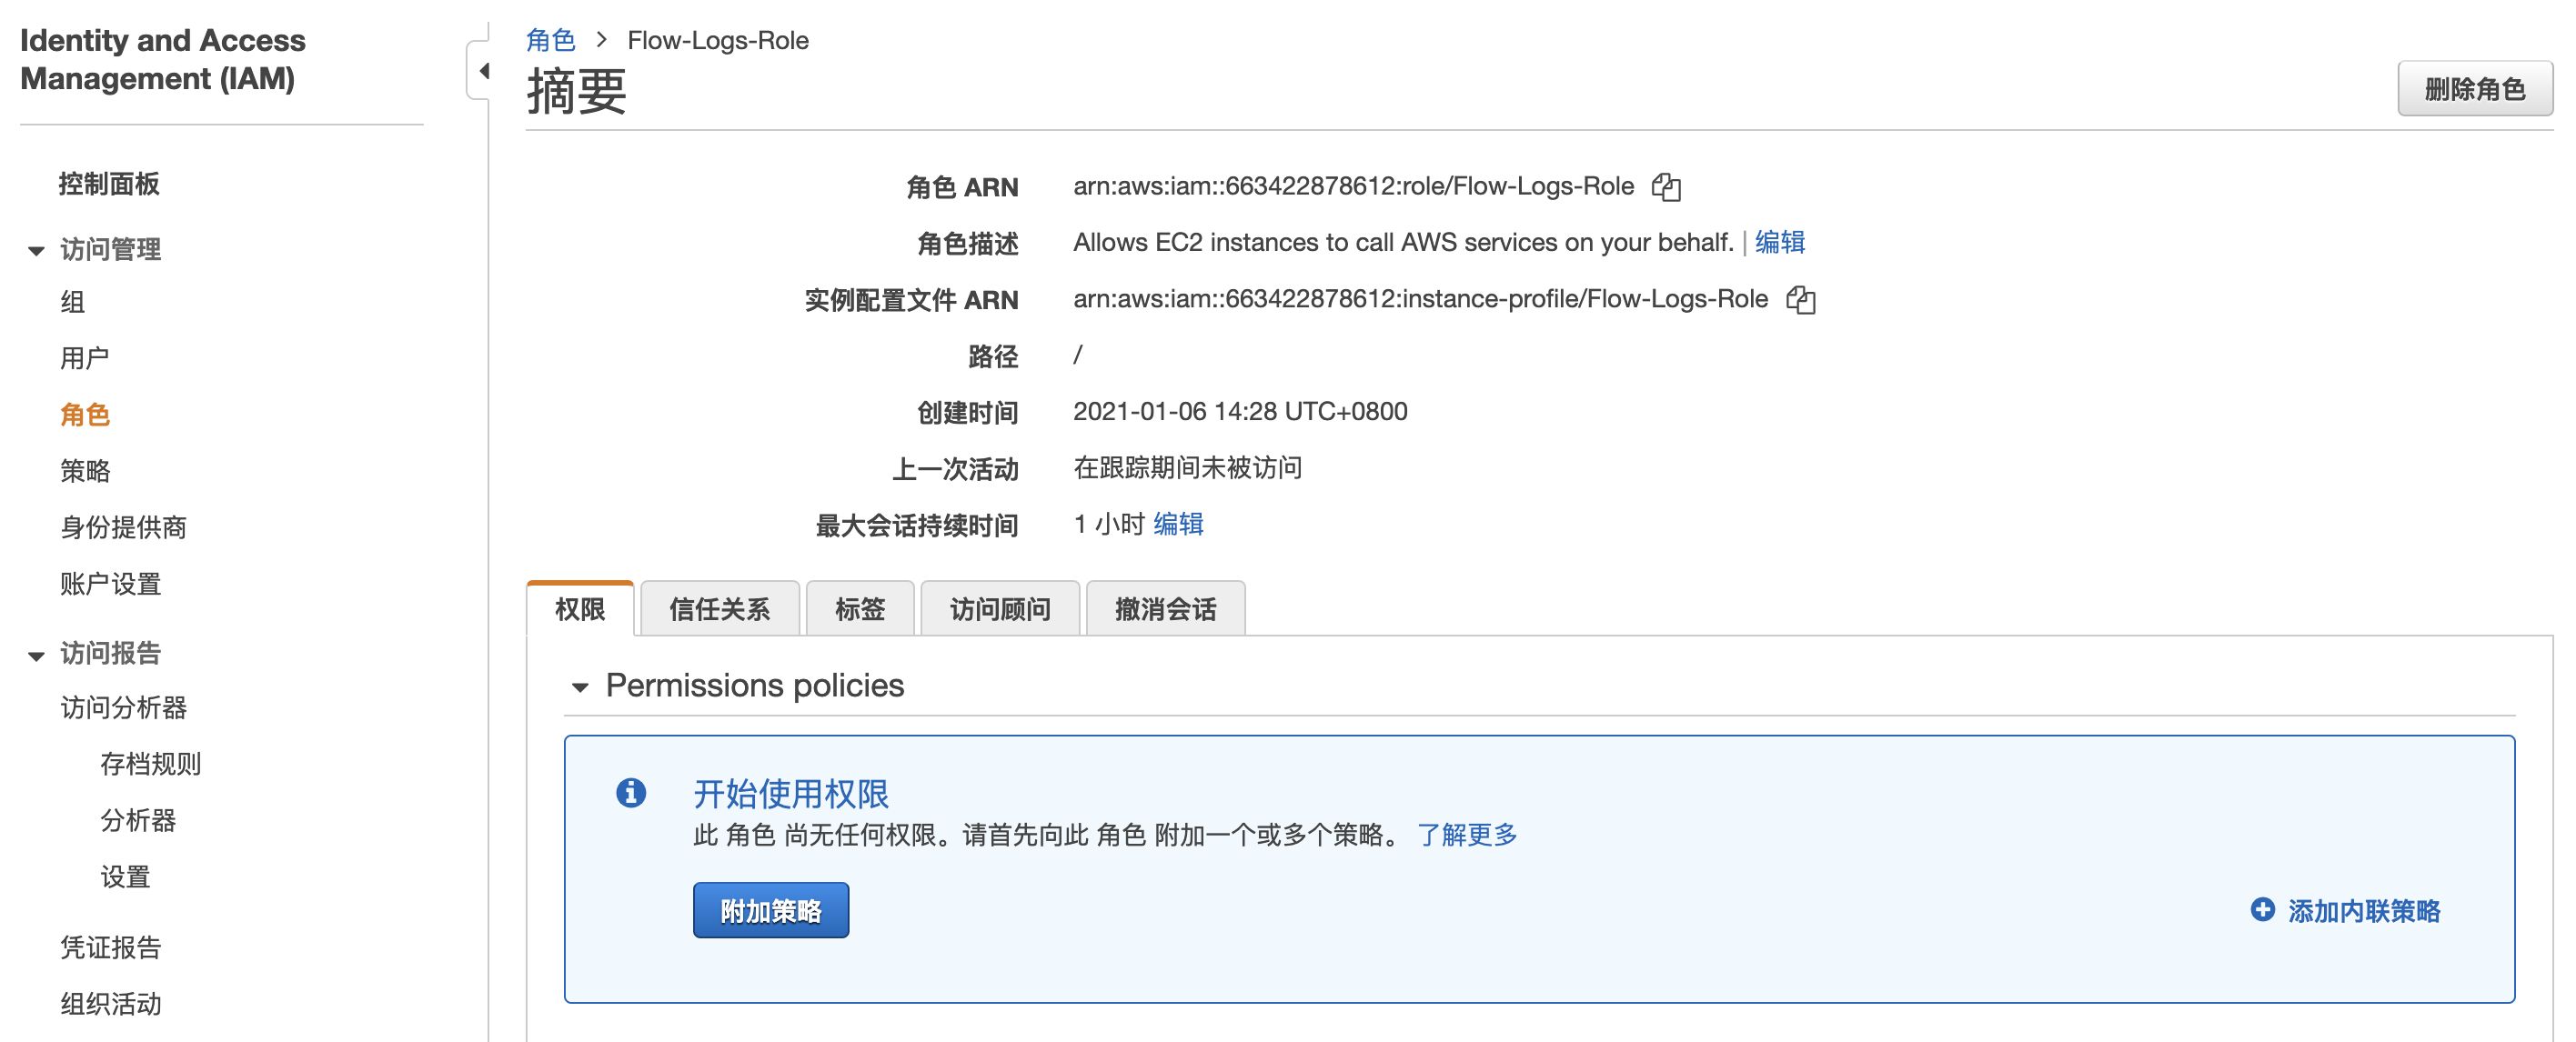 Identity and Access
Management (IAM)
控制面板
访问管理
组
用户
角色
策略
身份提供商
账户设置
访问报告
访问分析器
存档规则
分析器
设置
凭证报告
组织活动
角色 > Flow-Logs-Role
摘要
删除角色
角色 ARN arn:aws:iam::663422878612:role/Flow-Logs-Role
角色描述 Allows EC2 instances to call AWS services on your behalf. | 编辑
实例配置文件 ARN arn:aws:iam::663422878612:instance-profile/Flow-Logs-Role
路径 /
创建时间 2021-01-06 14:28 UTC+0800
上一次活动 在跟踪期间未被访问
最大会话持续时间 1 小时 编辑
权限 信任关系 标签 访问顾问 撤消会话
Permissions policies
开始使用权限
此 角色 尚无任何权限。请首先向此 角色 附加一个或多个策略。 了解更多
附加策略 添加内联策略